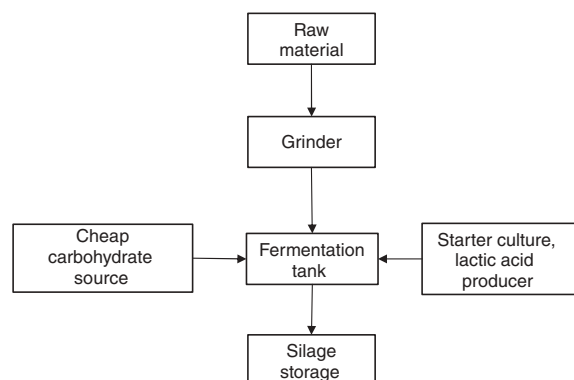 Raw
material
Grinder
Cheap
carbohydrate
source
Fermentation
tank
Starter culture,
lactic acid
producer
Silage
storage